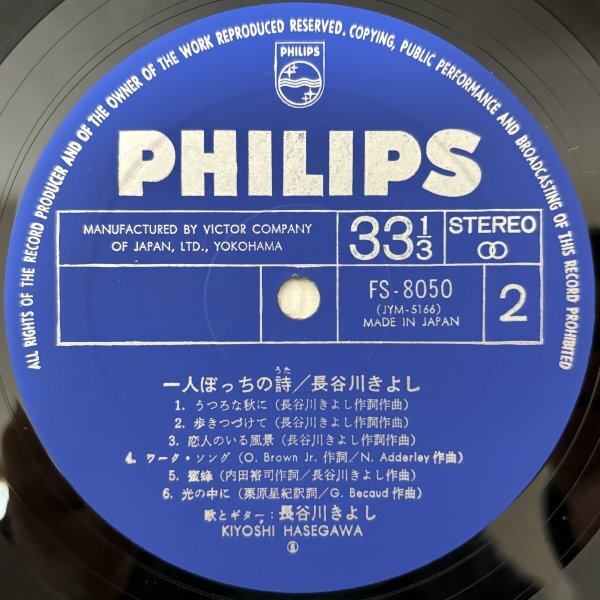 ALL RIGHTS OF THE RECORD PRODUCER AND OF THE OWNER OF THE WORK REPRODUCED RESERVED. COPYING, PUBLIC PERFORMANCE AND BROADCASTING OF THIS RECORD PROHIBITED
PHILIPS
PHILIPS
MANUFACTURED BY VICTOR COMPANY
OF JAPAN, LTD., YOKOHAMA
33 1/3
STEREO
FS-8050
(JYM-5166)
MADE IN JAPAN
2
うた
一人ぼっちの詩/長谷川きよし
1. うつろな秋に (長谷川きよし作詞作曲)
2. 歩きつづけて (長谷川きよし作詞作曲)
3. 恋人のいる風景 (長谷川きよし作詞作曲)
4. ワーク・ソング (O. Brown Jr. 作詞/N. Adderley 作曲)
5. 蜜蜂 (内田裕司作詞/長谷川きよし作曲)
6. 光の中に (栗原星紀訳詞/G. Becaud 作曲)
歌とギター:長谷川きよし
KIYOSHI HASEGAWA